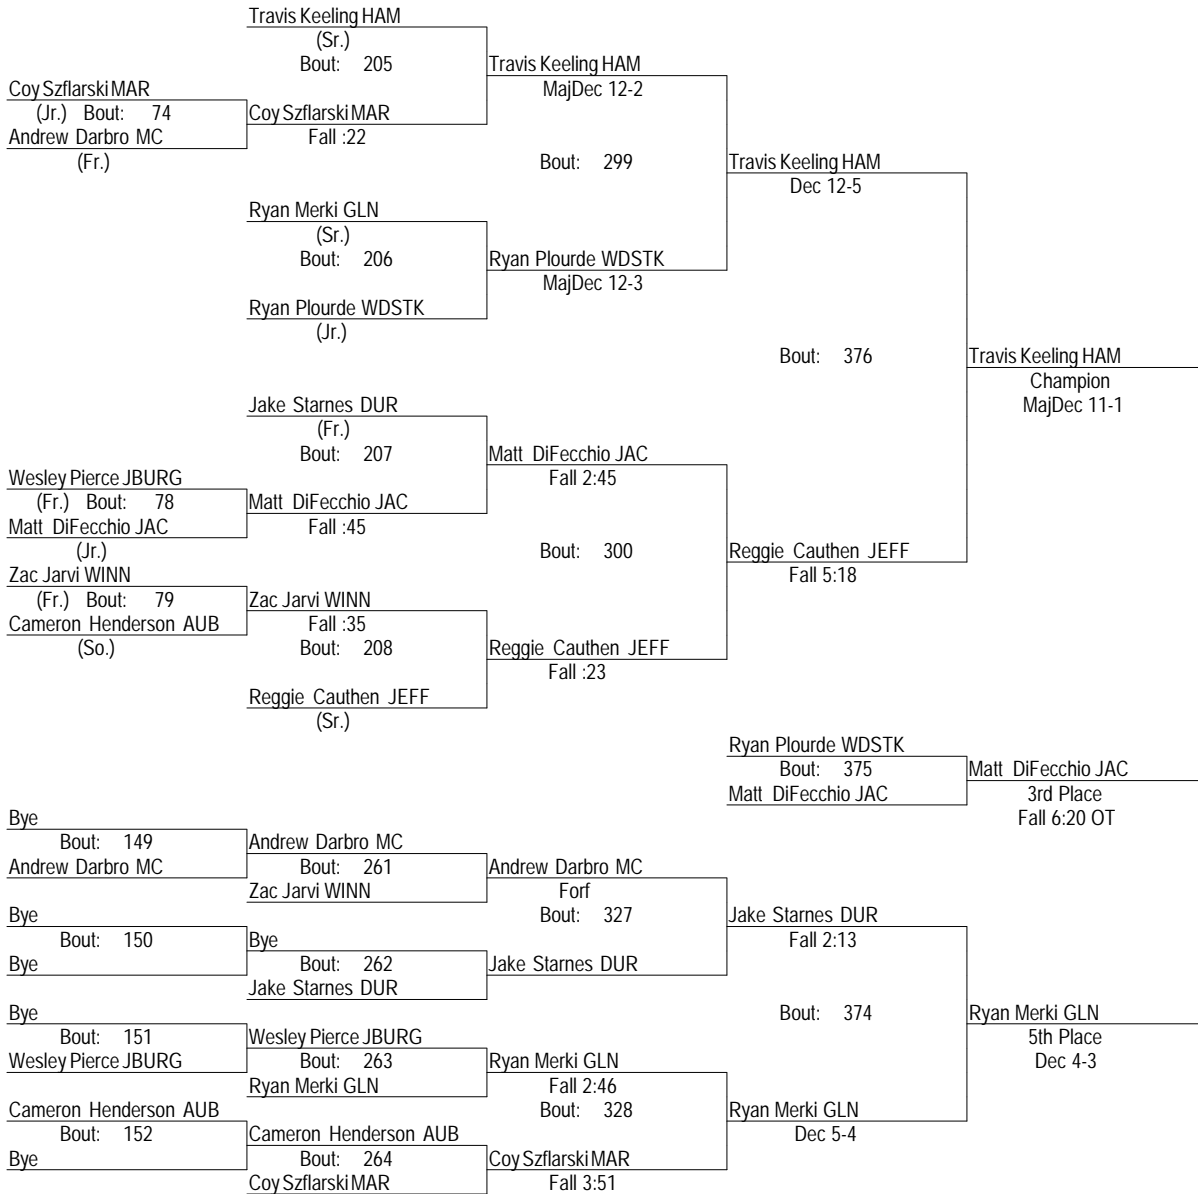 Travis Keeling HAM
(Sr.)
Bout: 205
Travis Keeling HAM
MajDec 12-2
Coy Szflarski MAR
(Jr.) Bout: 74
Coy Szflarski MAR
Andrew Darbro MC
Fall :22
(Fr.)
Bout: 299
Travis Keeling HAM
Dec 12-5
Ryan Merki GLN
(Sr.)
Bout: 206
Ryan Plourde WDSTK
MajDec 12-3
Ryan Plourde WDSTK
(Jr.)
Bout: 376
Travis Keeling HAM
Champion
MajDec 11-1
Jake Starnes DUR
(Fr.)
Bout: 207
Matt DiFecchio JAC
Fall 2:45
Wesley Pierce JBURG
(Fr.) Bout: 78
Matt DiFecchio JAC
Matt DiFecchio JAC
Fall :45
(Jr.)
Bout: 300
Reggie Cauthen JEFF
Fall 5:18
Zac Jarvi WINN
(Fr.) Bout: 79
Zac Jarvi WINN
Cameron Henderson AUB
Fall :35
(So.)
Bout: 208
Reggie Cauthen JEFF
Fall :23
Reggie Cauthen JEFF
(Sr.)
Ryan Plourde WDSTK
Bout: 375
Matt DiFecchio JAC
Matt DiFecchio JAC
3rd Place
Fall 6:20 OT
Bye
Bout: 149
Andrew Darbro MC
Andrew Darbro MC
Bout: 261
Andrew Darbro MC
Zac Jarvi WINN
Forf
Bye
Bout: 327
Jake Starnes DUR
Bout: 150
Bye
Fall 2:13
Bye
Bout: 262
Jake Starnes DUR
Jake Starnes DUR
Bye
Bout: 374
Ryan Merki GLN
Bout: 151
Wesley Pierce JBURG
5th Place
Wesley Pierce JBURG
Bout: 263
Ryan Merki GLN
Dec 4-3
Ryan Merki GLN
Fall 2:46
Cameron Henderson AUB
Bout: 328
Ryan Merki GLN
Bout: 152
Cameron Henderson AUB
Dec 5-4
Bye
Bout: 264
Coy Szflarski MAR
Coy Szflarski MAR
Fall 3:51